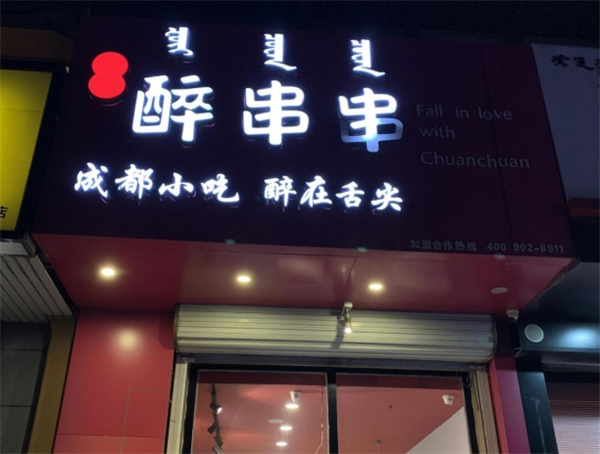 醉串串
Fall in love
with
Chuanchuan
成都小吃 醉在舌尖
加盟合作热线 400 902-8911
店